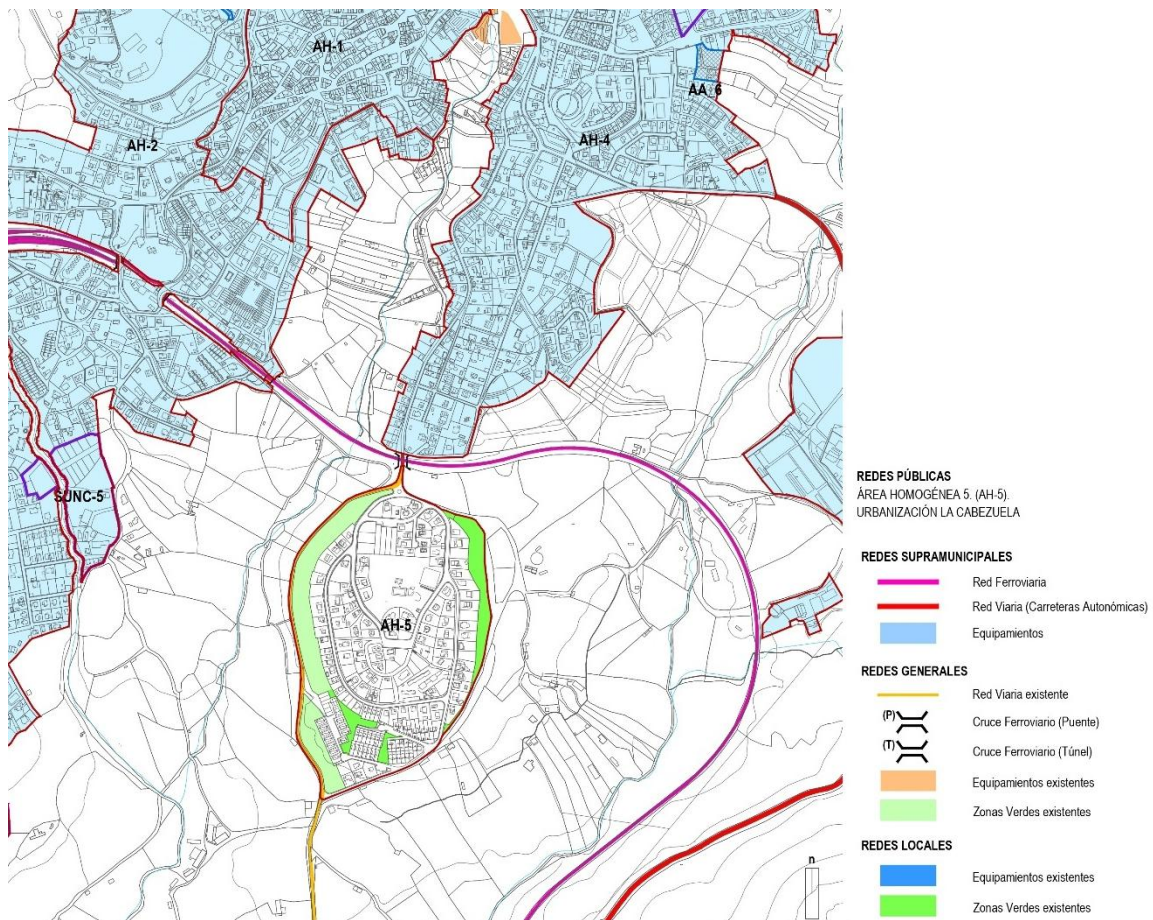 AH-1
AA_6
AH-2
AH-4
SUNC-5
AH-5
n
REDES PÚBLICAS
ÁREA HOMOGÉNEA 5. (AH-5).
URBANIZACIÓN LA CABEZUELA
REDES SUPRAMUNICIPALES
Red Ferroviaria
Red Viaria (Carreteras Autonómicas)
Equipamientos
REDES GENERALES
Red Viaria existente
(P) Cruce Ferroviario (Puente)
(T) Cruce Ferroviario (Túnel)
Equipamientos existentes
Zonas Verdes existentes
REDES LOCALES
Equipamientos existentes
Zonas Verdes existentes